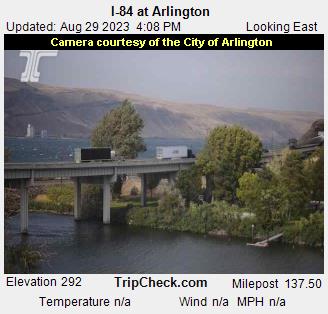 I-84 at Arlington
Updated: Aug 29 2023 4:08 PM Looking East
Camera courtesy of the City of Arlington
Elevation 292 TripCheck.com Milepost 137.50
Temperature n/a Wind n/a MPH n/a